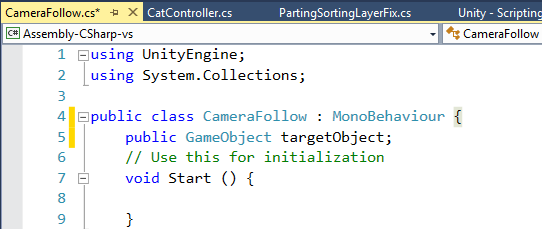 CameraFollow.cs* CatController.cs PartingSortingLayerFix.cs Unity - Scripting
C# Assembly-CSharp-vs CameraFollow
1 using UnityEngine;
2 using System.Collections;
3
4 public class CameraFollow : MonoBehaviour {
5 public GameObject targetObject;
6 // Use this for initialization
7 void Start () {
8
9 }